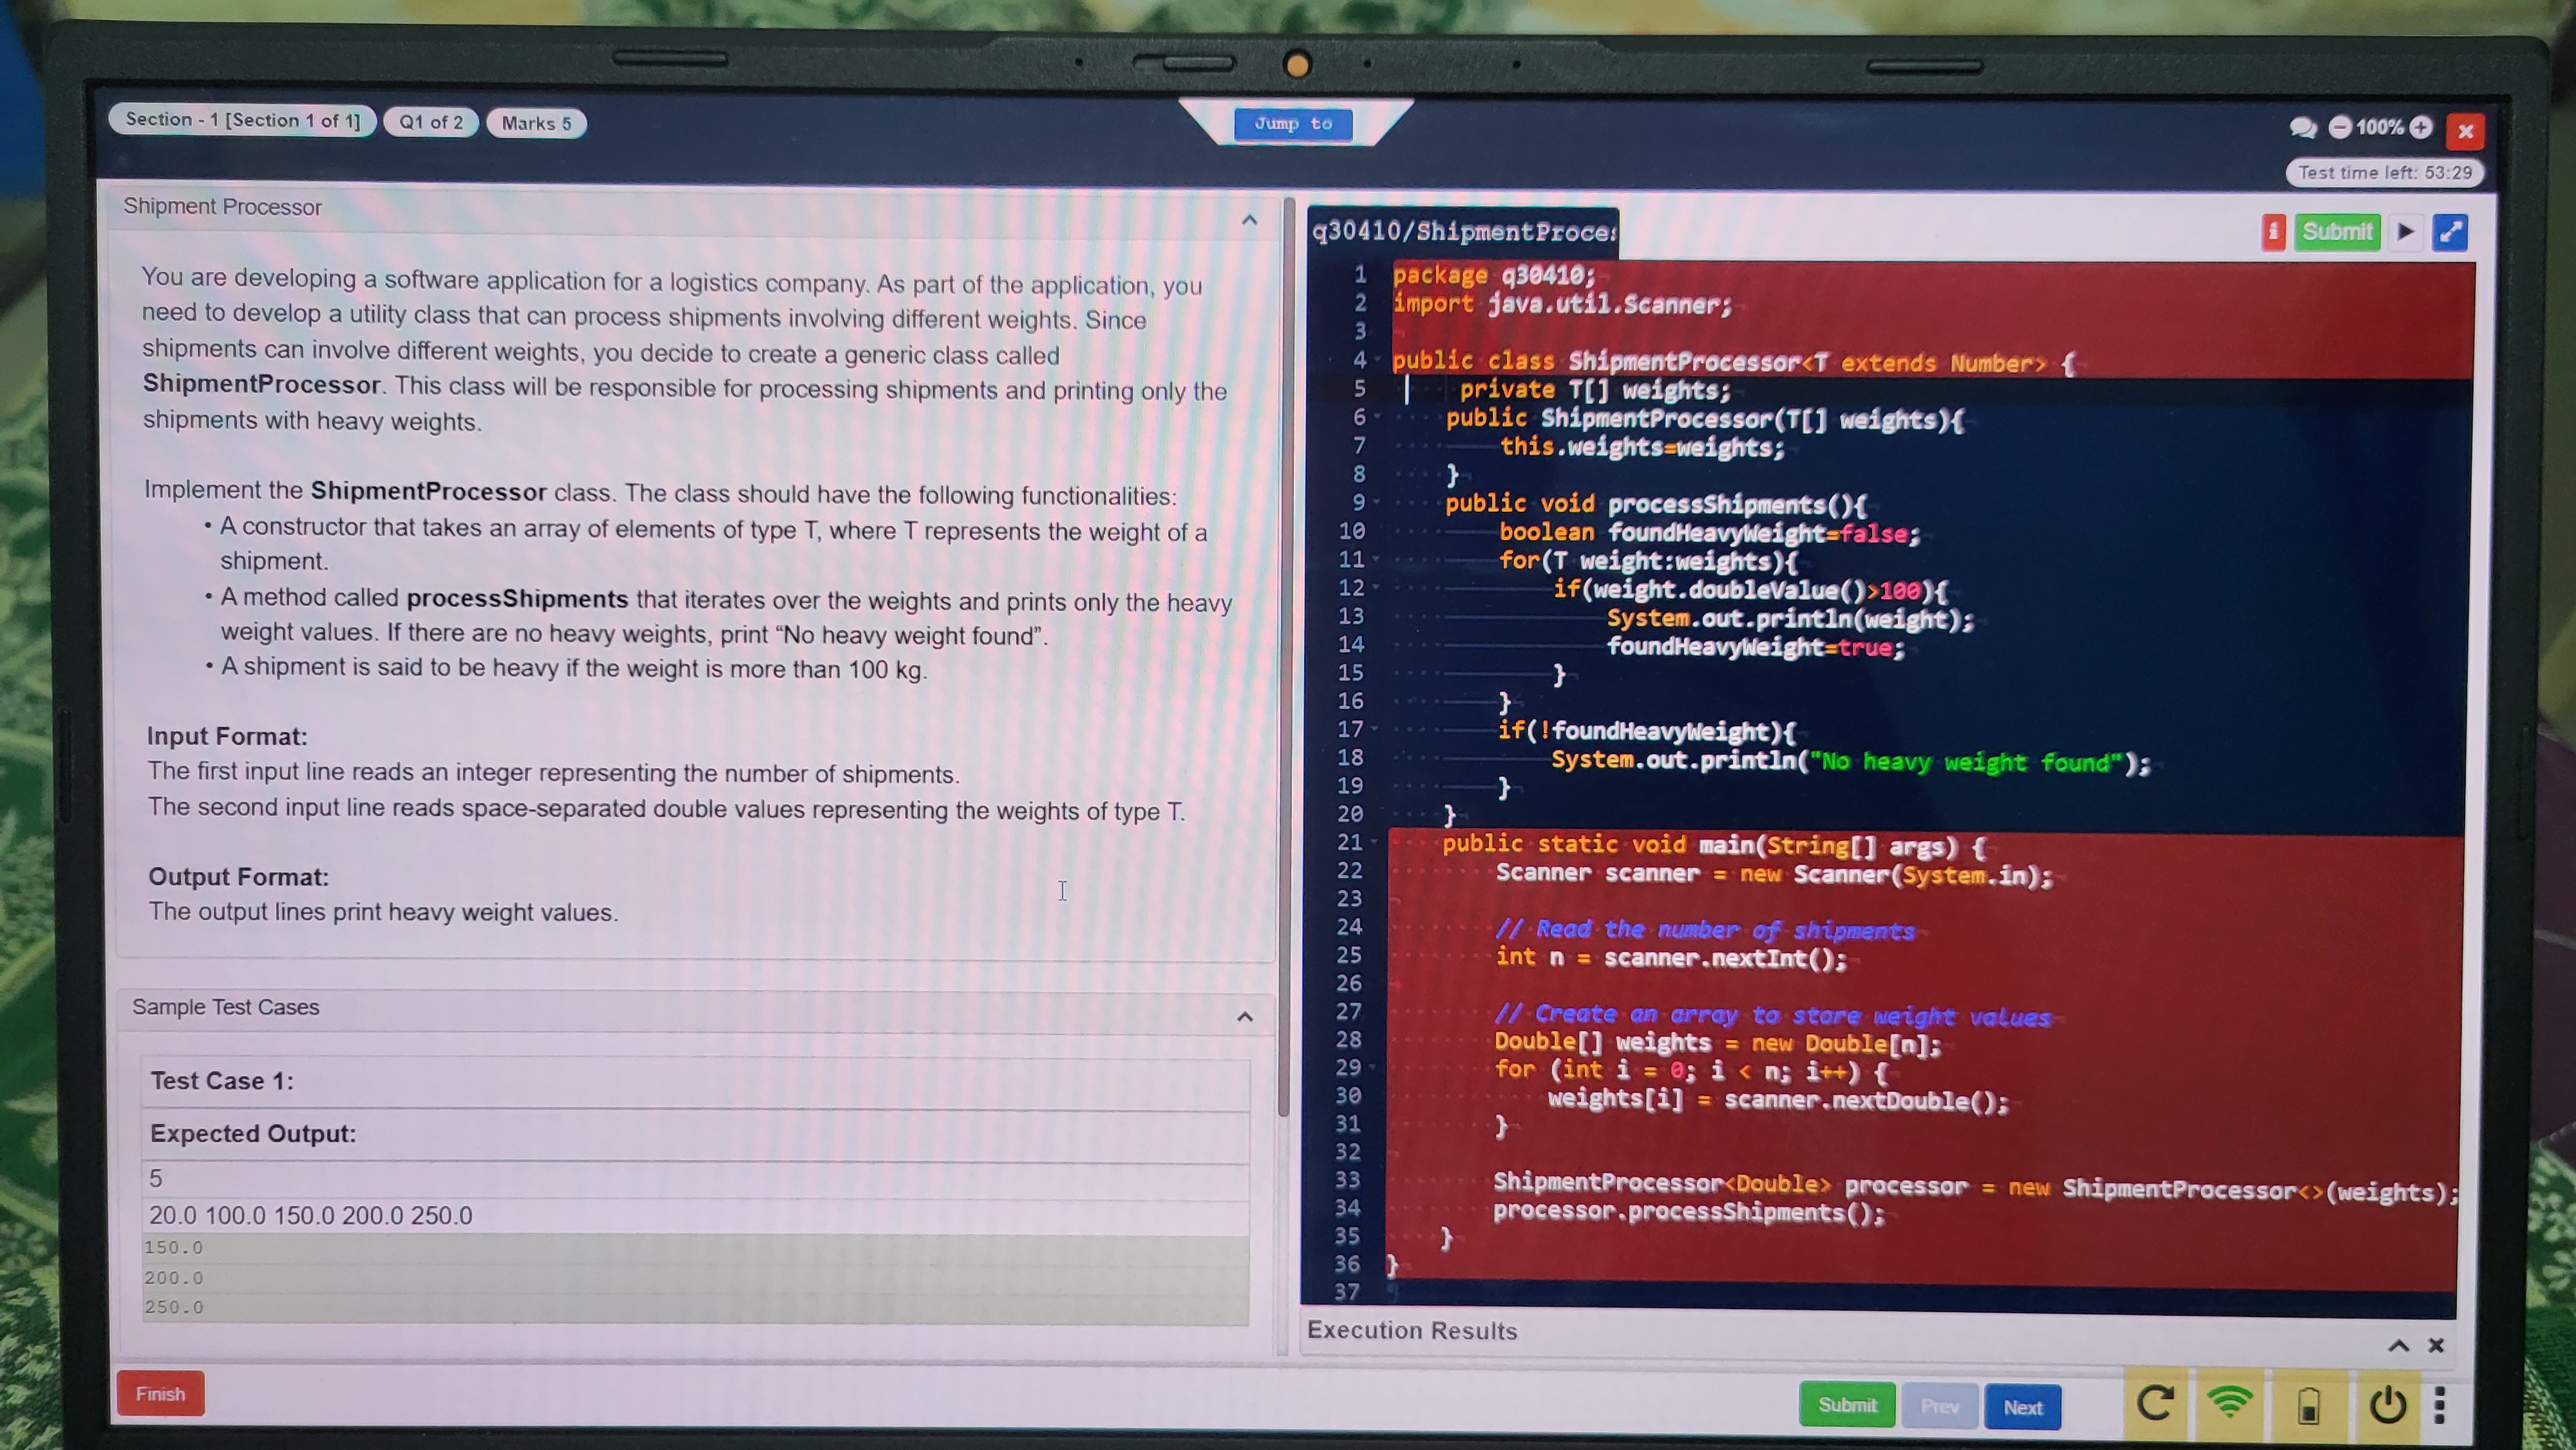 Section - 1 [Section 1 of 1] Q1 of 2 Marks 5
Jump to
100%
Test time left: 53:29
Shipment Processor
You are developing a software application for a logistics company. As part of the application, you
need to develop a utility class that can process shipments involving different weights. Since
shipments can involve different weights, you decide to create a generic class called
ShipmentProcessor. This class will be responsible for processing shipments and printing only the
shipments with heavy weights.
Implement the ShipmentProcessor class. The class should have the following functionalities:
• A constructor that takes an array of elements of type T, where T represents the weight of a
shipment.
• A method called processShipments that iterates over the weights and prints only the heavy
weight values. If there are no heavy weights, print “No heavy weight found”.
• A shipment is said to be heavy if the weight is more than 100 kg.
Input Format:
The first input line reads an integer representing the number of shipments.
The second input line reads space-separated double values representing the weights of type T.
Output Format:
The output lines print heavy weight values.
Sample Test Cases
Test Case 1:
Expected Output:
5
20.0 100.0 150.0 200.0 250.0
150.0
200.0
250.0
Finish
q30410/ShipmentProce
Submit
1 package q30410;
2 import java.util.Scanner;
3
4 public class ShipmentProcessor<T extends Number> {
5 private T[] weights;
6 public ShipmentProcessor(T[] weights){
7 this.weights=weights;
8 }
9 public void processShipments(){
10 boolean foundHeavyWeight=false;
11 for(T weight:weights){
12 if(weight.doubleValue()>100){
13 System.out.println(weight);
14 foundHeavyWeight=true;
15 }
16 }
17 if(!foundHeavyWeight){
18 System.out.println("No heavy weight found");
19 }
20 }
21 public static void main(String[] args) {
22 Scanner scanner = new Scanner(System.in);
23
24 // Read the number of shipments
25 int n = scanner.nextInt();
26
27 // Create an array to store weight values
28 Double[] weights = new Double[n];
29 for (int i = 0; i < n; i++) {
30 weights[i] = scanner.nextDouble();
31 }
32
33 ShipmentProcessor<Double> processor = new ShipmentProcessor<>(weights);
34 processor.processShipments();
35 }
36 }
37
Execution Results
Submit Prev Next